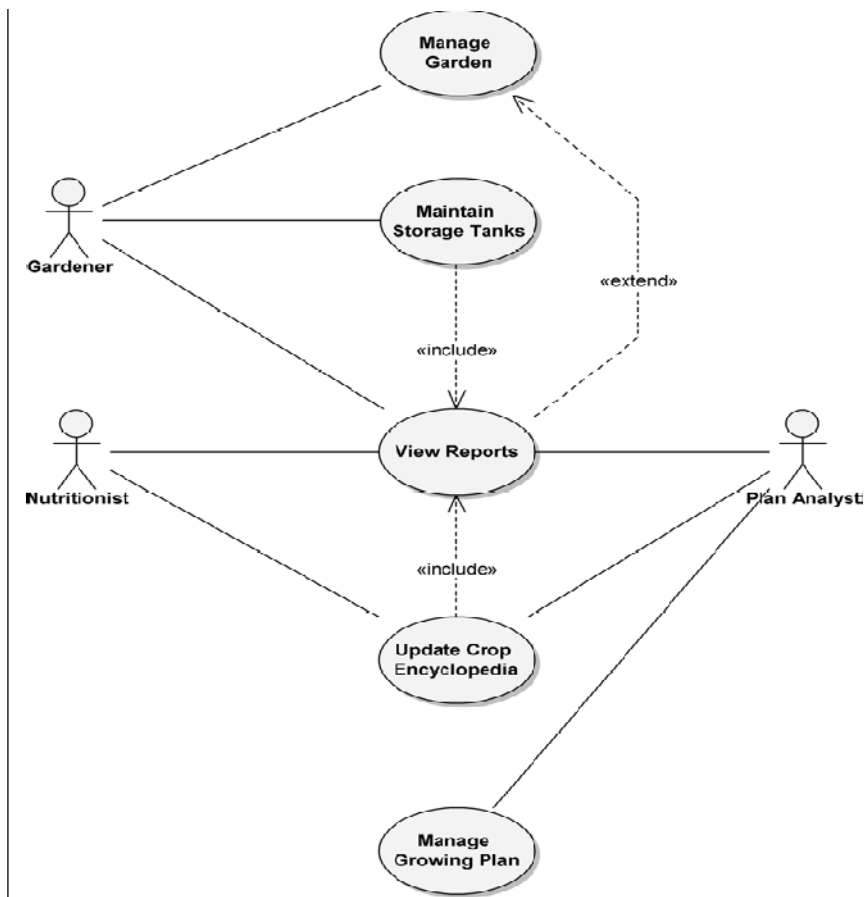 Manage
Garden
Maintain
Storage Tanks
Gardener
«extend»
«include»
View Reports
Nutritionist
Plan Analyst
«include»
Update Crop
Encyclopedia
Manage
Growing Plan